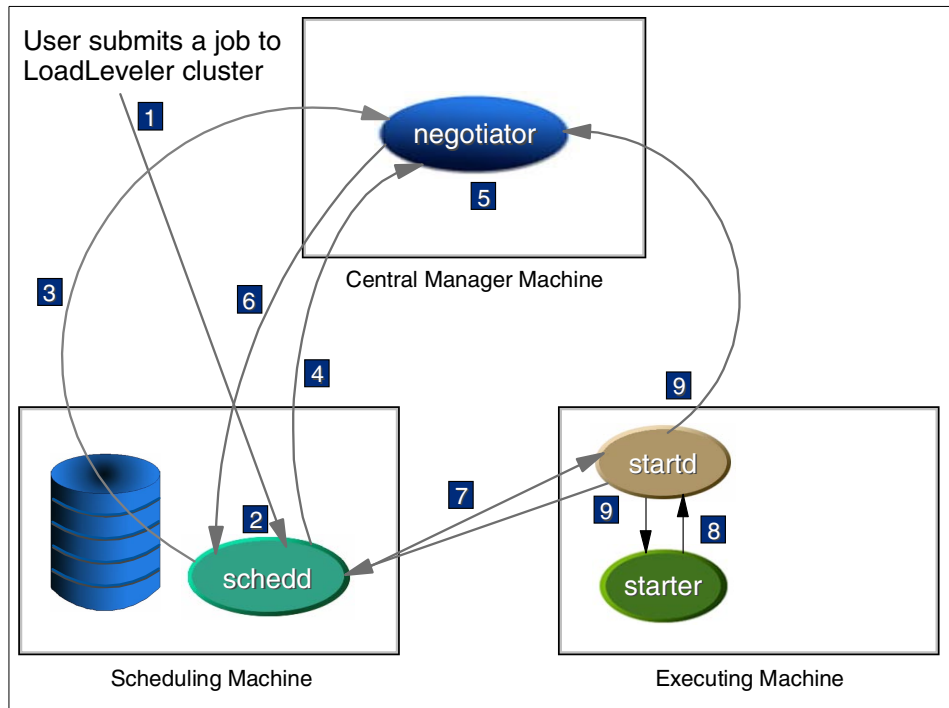 User submits a job to
LoadLeveler cluster
1
negotiator
5
3
6
Central Manager Machine
4
9
startd
7
2
9
8
schedd
starter
Scheduling Machine
Executing Machine